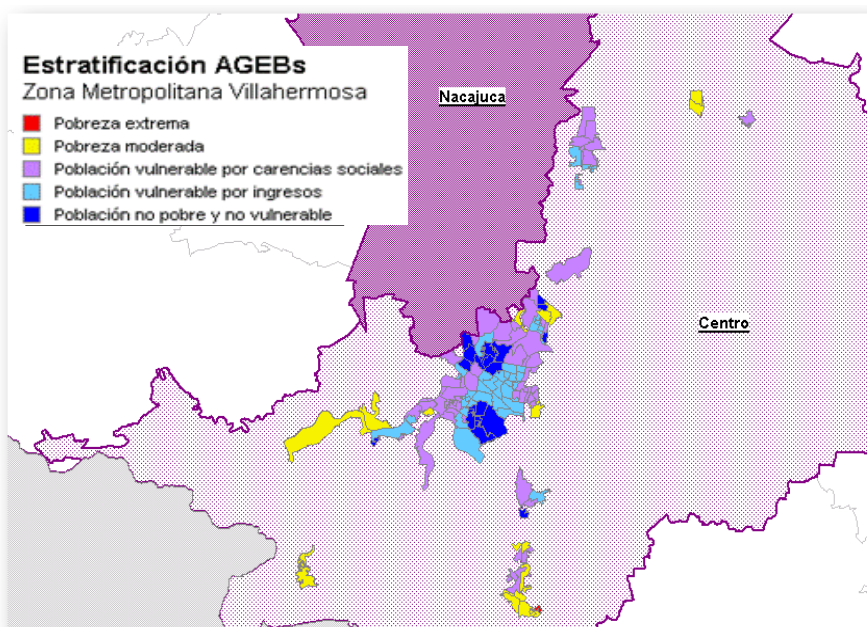 Estratificación AGEBs
Zona Metropolitana Villahermosa
Pobreza extrema
Pobreza moderada
Población vulnerable por carencias sociales
Población vulnerable por ingresos
Población no pobre y no vulnerable
Nacajuca
Centro